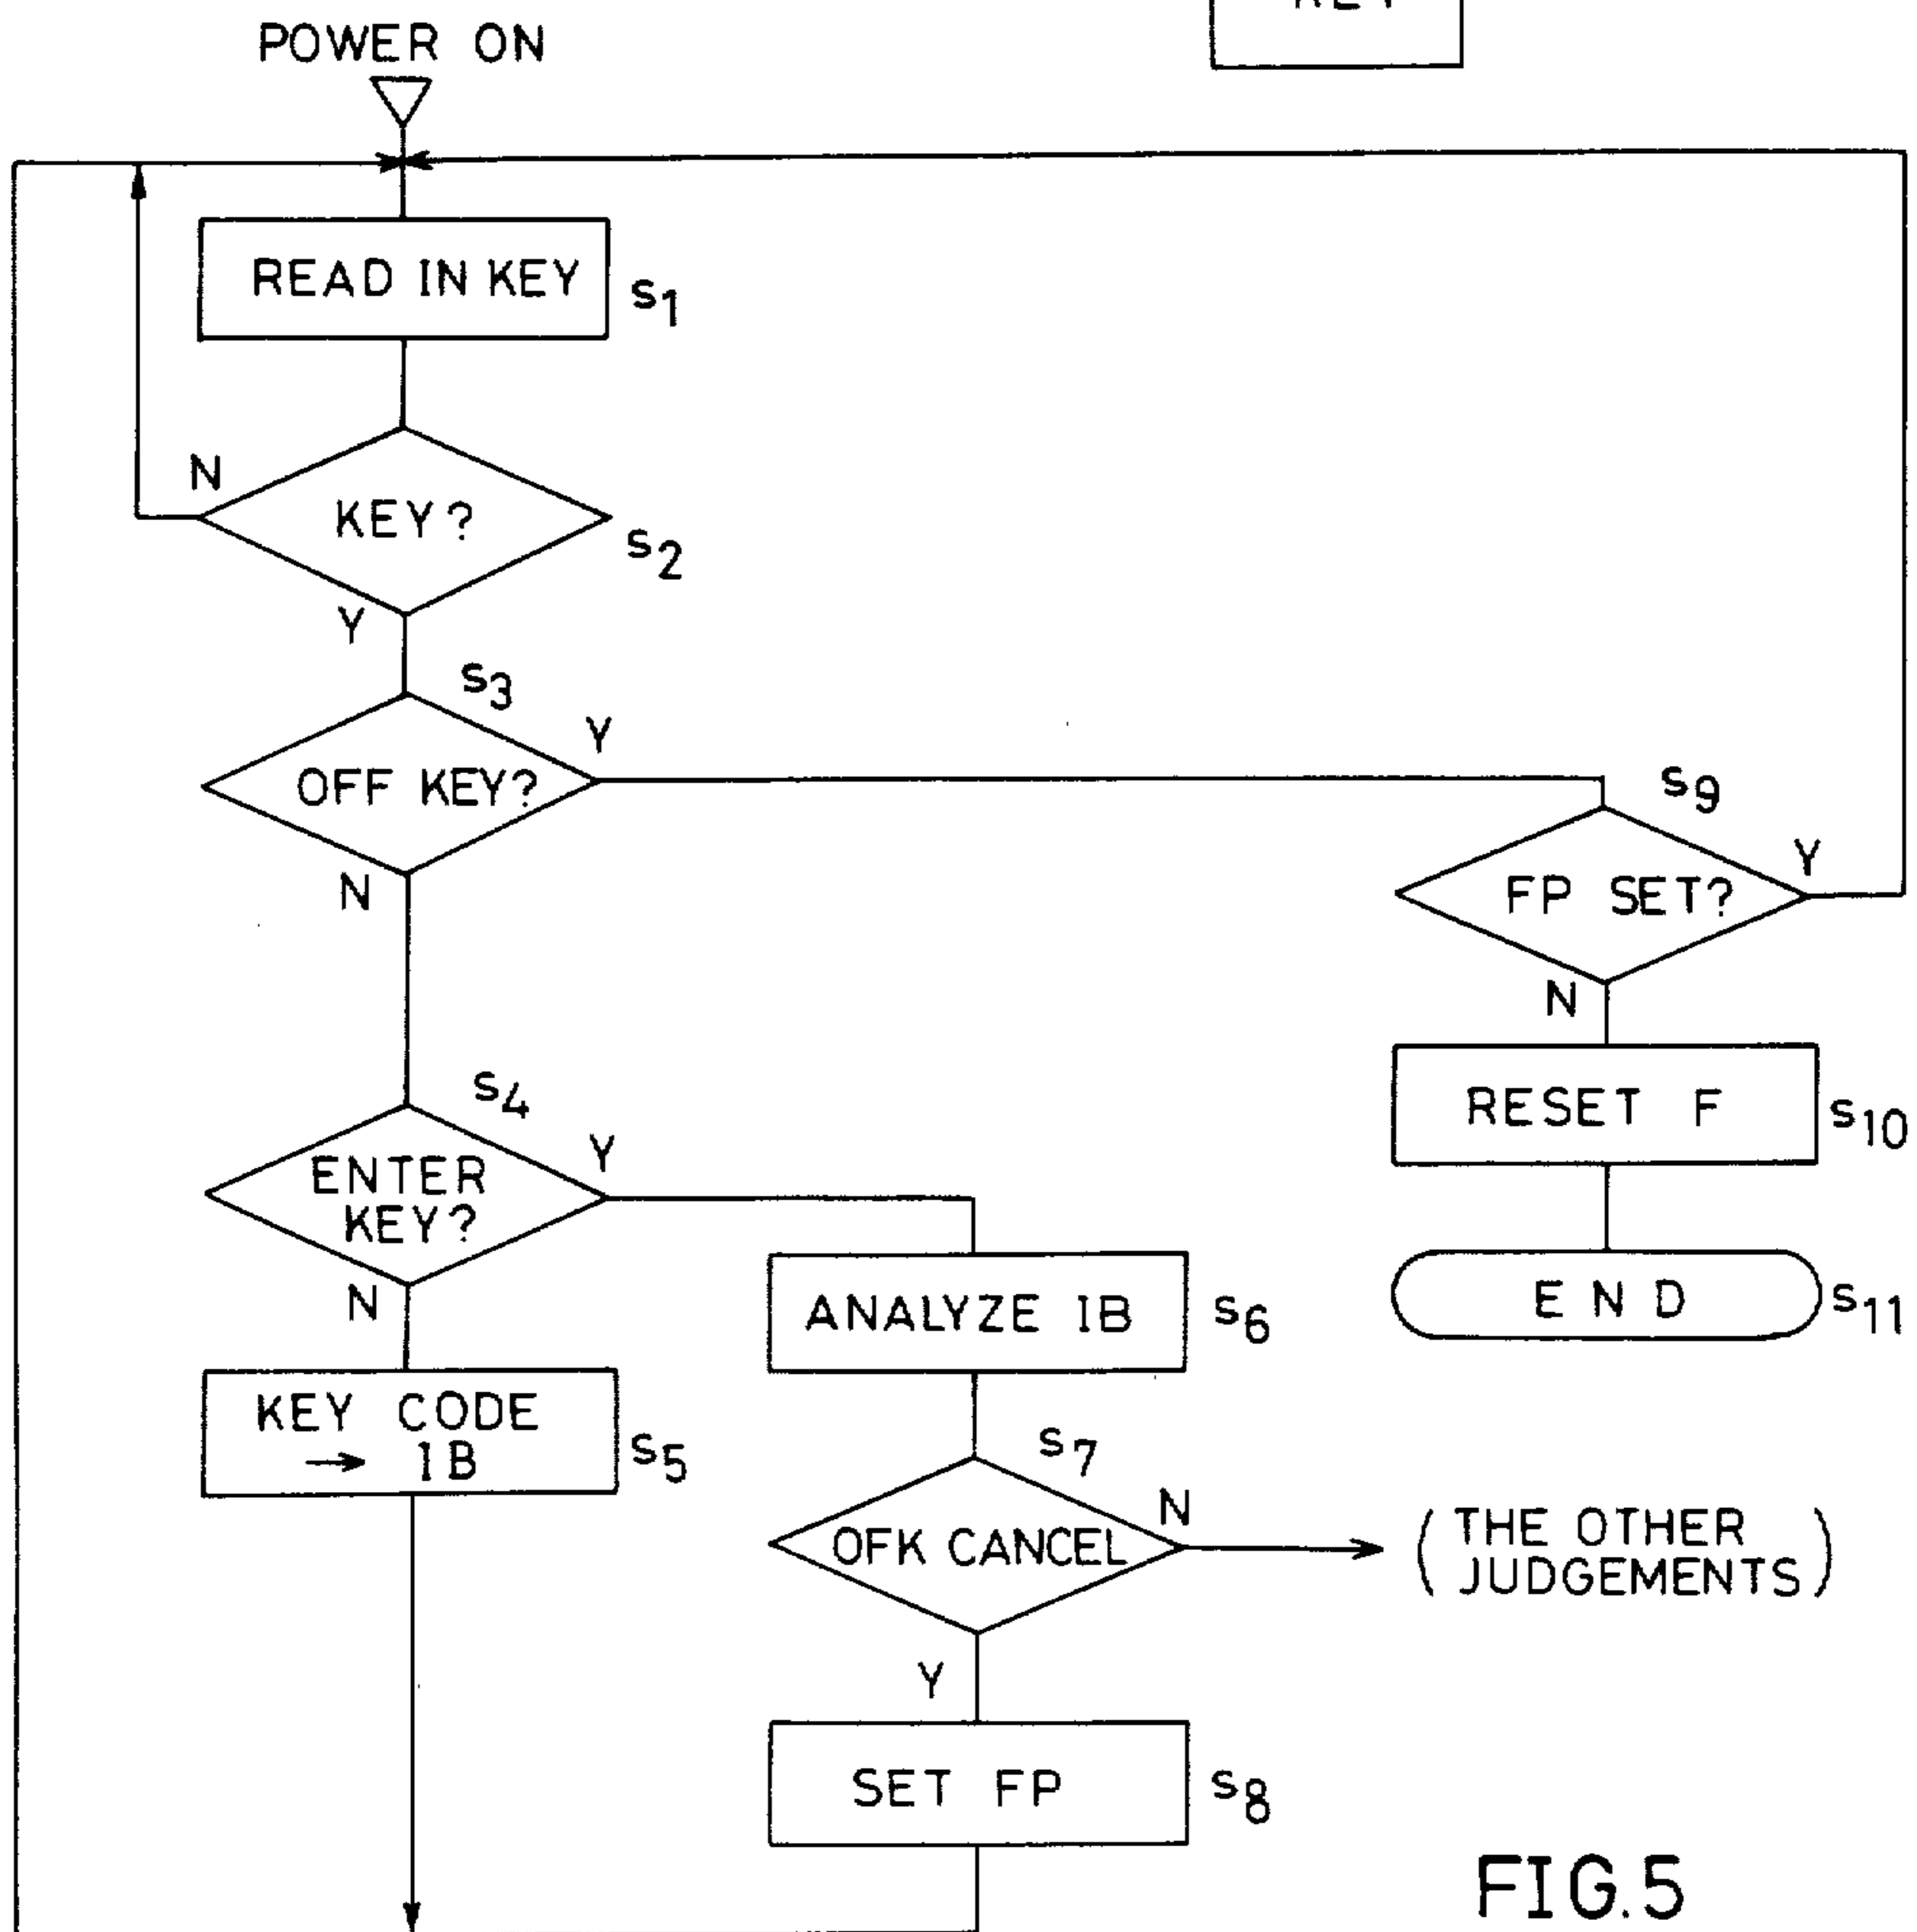 POWER ON
READ IN KEY
S1
N
KEY?
S2
Y
S3
Y
OFF KEY?
N
S9
Y
FP SET?
N
RESET F
S10
END
S11
S4
Y
ENTER
KEY?
N
ANALYZE IB
S6
KEY CODE
→ IB
S5
S7
N
OFK CANCEL
(THE OTHER
JUDGEMENTS)
Y
SET FP
S8
FIG.5